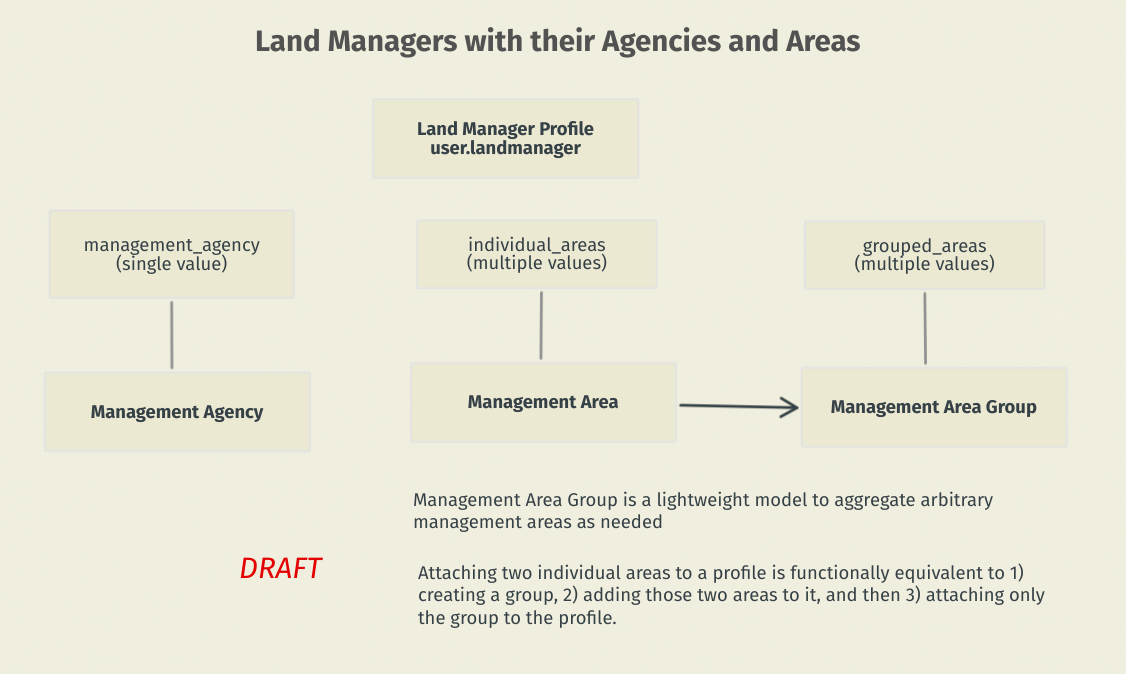 Land Managers with their Agencies and Areas
Land Manager Profile
user.landmanager
management_agency
(single value)
individual_areas
(multiple values)
grouped_areas
(multiple values)
Management Agency
Management Area
Management Area Group
Management Area Group is a lightweight model to aggregate arbitrary
management areas as needed
DRAFT
Attaching two individual areas to a profile is functionally equivalent to 1)
creating a group, 2) adding those two areas to it, and then 3) attaching only
the group to the profile.